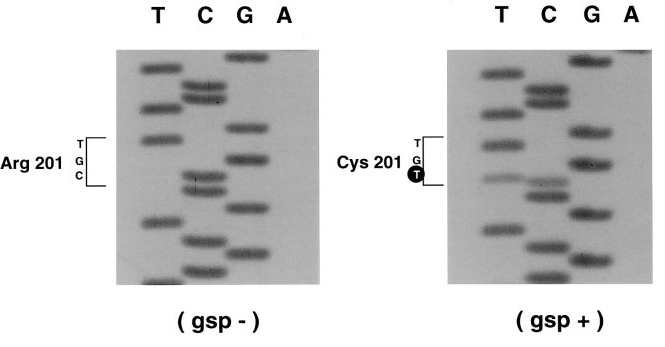 T C G A
T C G A
Arg 201
T
G
C
Cys 201
T
G
T
( gsp - )
( gsp + )